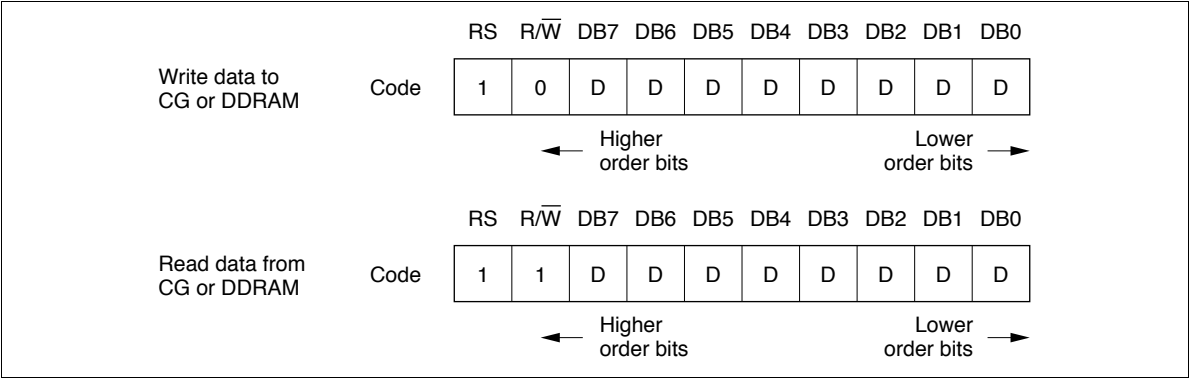 RS R/W̅ DB7 DB6 DB5 DB4 DB3 DB2 DB1 DB0
Write data to
CG or DDRAM
Code 1 0 D D D D D D D D
Higher
order bits
Lower
order bits
RS R/W̅ DB7 DB6 DB5 DB4 DB3 DB2 DB1 DB0
Read data from
CG or DDRAM
Code 1 1 D D D D D D D D
Higher
order bits
Lower
order bits